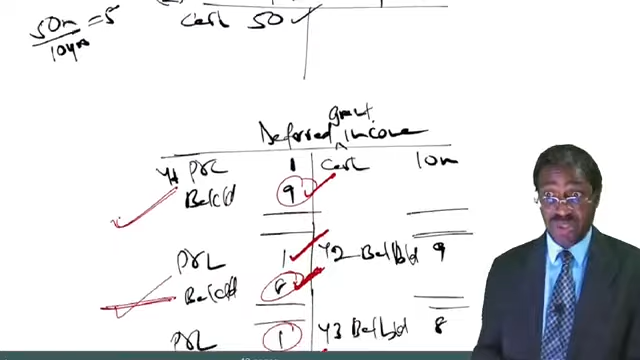 50m = 5
10yrs
Cash 50
grant
Deferred income
Y1 P&L 1 Cash 10m
Bal c/d 9
P&L 1 Y2 Bal b/d 9
Bal c/d 8
P&L 1 Y3 Bal b/d 8